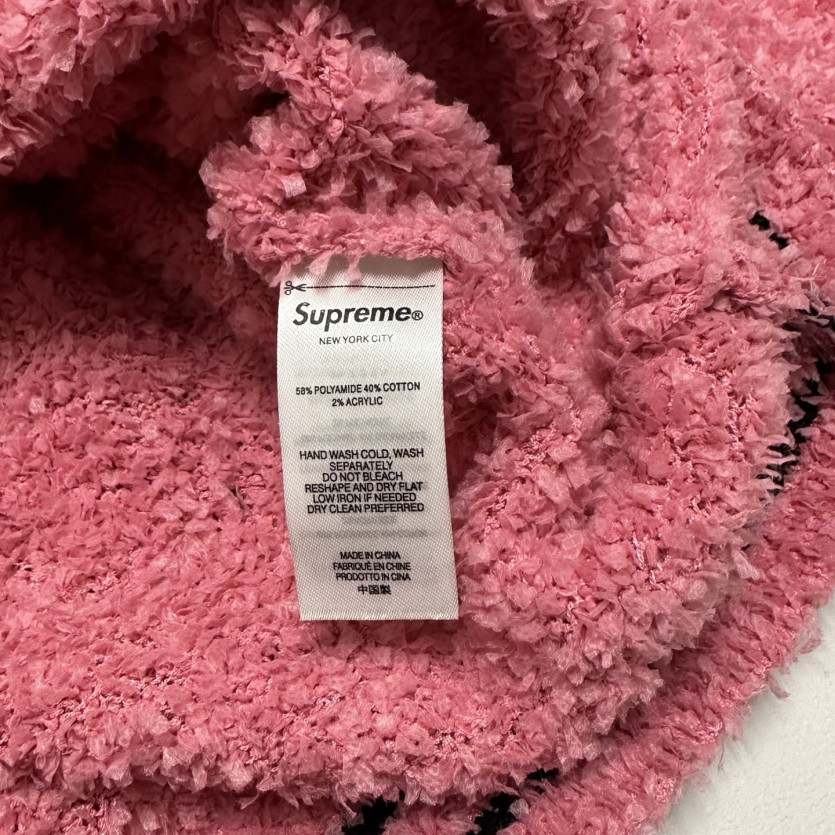 Supreme®
NEW YORK CITY
58% POLYAMIDE 40% COTTON
2% ACRYLIC
HAND WASH COLD, WASH
SEPARATELY
DO NOT BLEACH
RESHAPE AND DRY FLAT
LOW IRON IF NEEDED
DRY CLEAN PREFERRED
MADE IN CHINA
FABRIQUÉ EN CHINE
PRODOTTO IN CINA
中国製